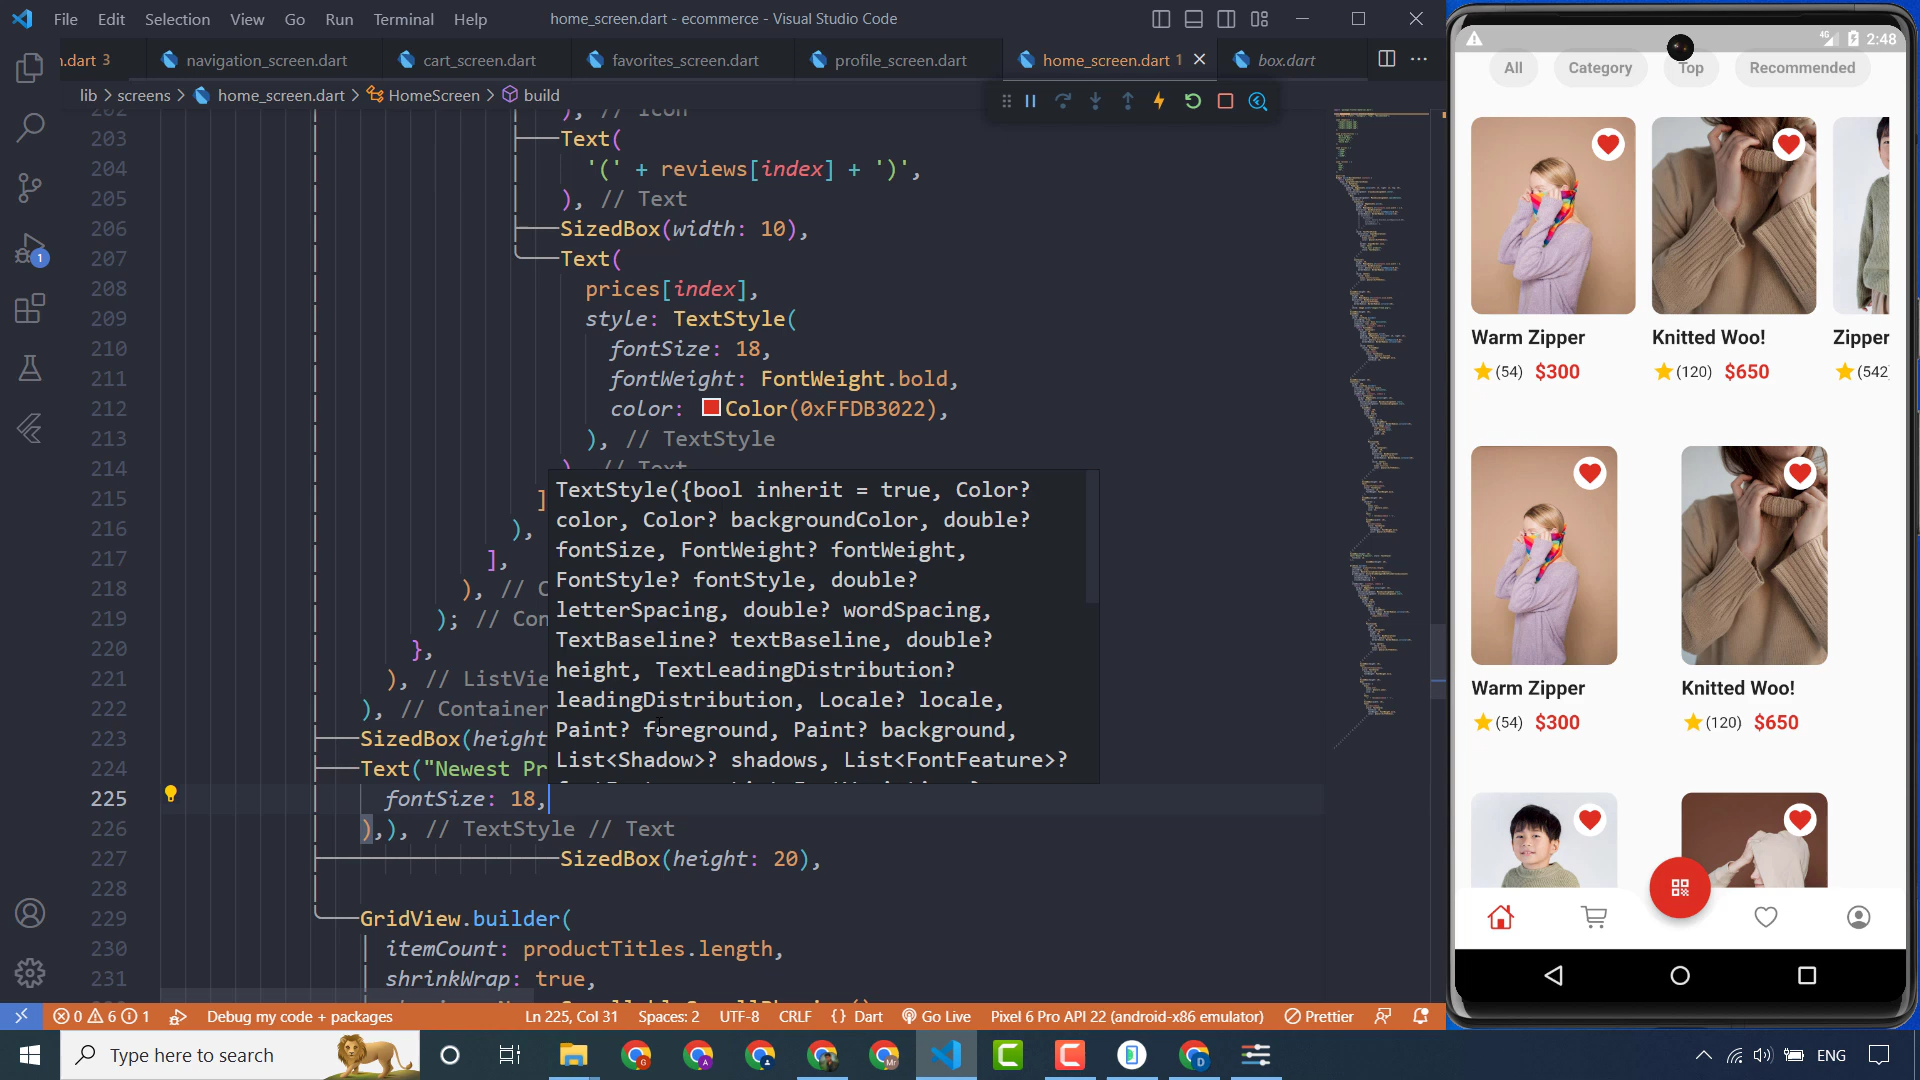 File Edit Selection View Go Run Terminal Help
home_screen.dart - ecommerce - Visual Studio Code
n.dart 3
navigation_screen.dart
cart_screen.dart
favorites_screen.dart
profile_screen.dart
home_screen.dart 1
box.dart
lib > screens > home_screen.dart > HomeScreen > build
202 ), // Icon
203 Text(
204 '(' + reviews[index] + ')',
205 ), // Text
206 SizedBox(width: 10),
207 Text(
208 prices[index],
209 style: TextStyle(
210 fontSize: 18,
211 fontWeight: FontWeight.bold,
212 color: Color(0xFFDB3022),
213 ), // TextStyle
214 ), // Text
215 ]
216 ),
217 ],
218 ), // C
219 ); // Con
220 },
221 ), // ListVie
222 ), // Container
223 SizedBox(height
224 Text("Newest Pr
225 fontSize: 18,
226 ),), // TextStyle // Text
227 SizedBox(height: 20),
228
229 GridView.builder(
230 itemCount: productTitles.length,
231 shrinkWrap: true,
TextStyle({bool inherit = true, Color?
color, Color? backgroundColor, double?
fontSize, FontWeight? fontWeight,
FontStyle? fontStyle, double?
letterSpacing, double? wordSpacing,
TextBaseline? textBaseline, double?
height, TextLeadingDistribution?
leadingDistribution, Locale? locale,
Paint? foreground, Paint? background,
List<Shadow>? shadows, List<FontFeature>?
1
0 6 1 Debug my code + packages
Ln 225, Col 31 Spaces: 2 UTF-8 CRLF {} Dart Go Live Pixel 6 Pro API 22 (android-x86 emulator) Prettier
Type here to search
ENG
4G 2:48
All Category Top Recommended
Warm Zipper Knitted Woo! Zipper
(54) $300 (120) $650 (542
Warm Zipper Knitted Woo!
(54) $300 (120) $650